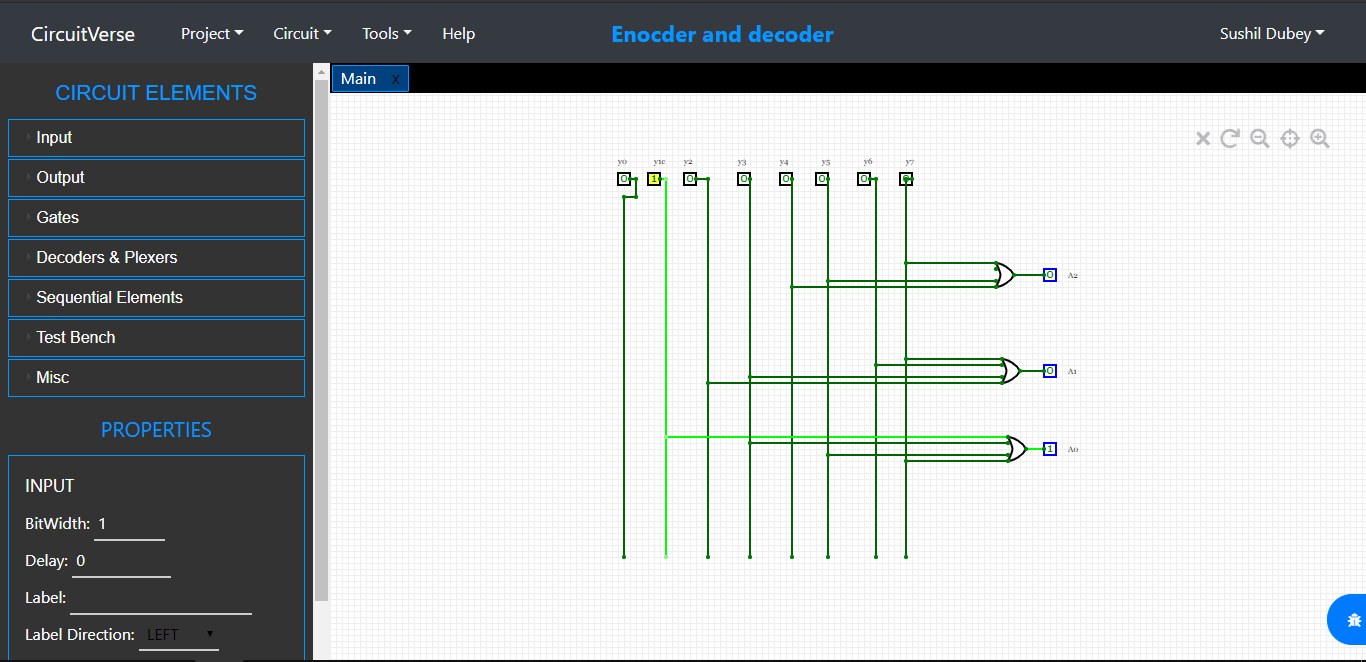 CircuitVerse Project Circuit Tools Help Enocder and decoder Sushil Dubey
Main x
CIRCUIT ELEMENTS
Input
Output
Gates
Decoders & Plexers
Sequential Elements
Test Bench
Misc
PROPERTIES
INPUT
BitWidth: 1
Delay: 0
Label:
Label Direction: LEFT
y0 y1c y2 y3 y4 y5 y6 y7
0 1 0 0 0 0 0 0
0 A2
0 A1
1 A0